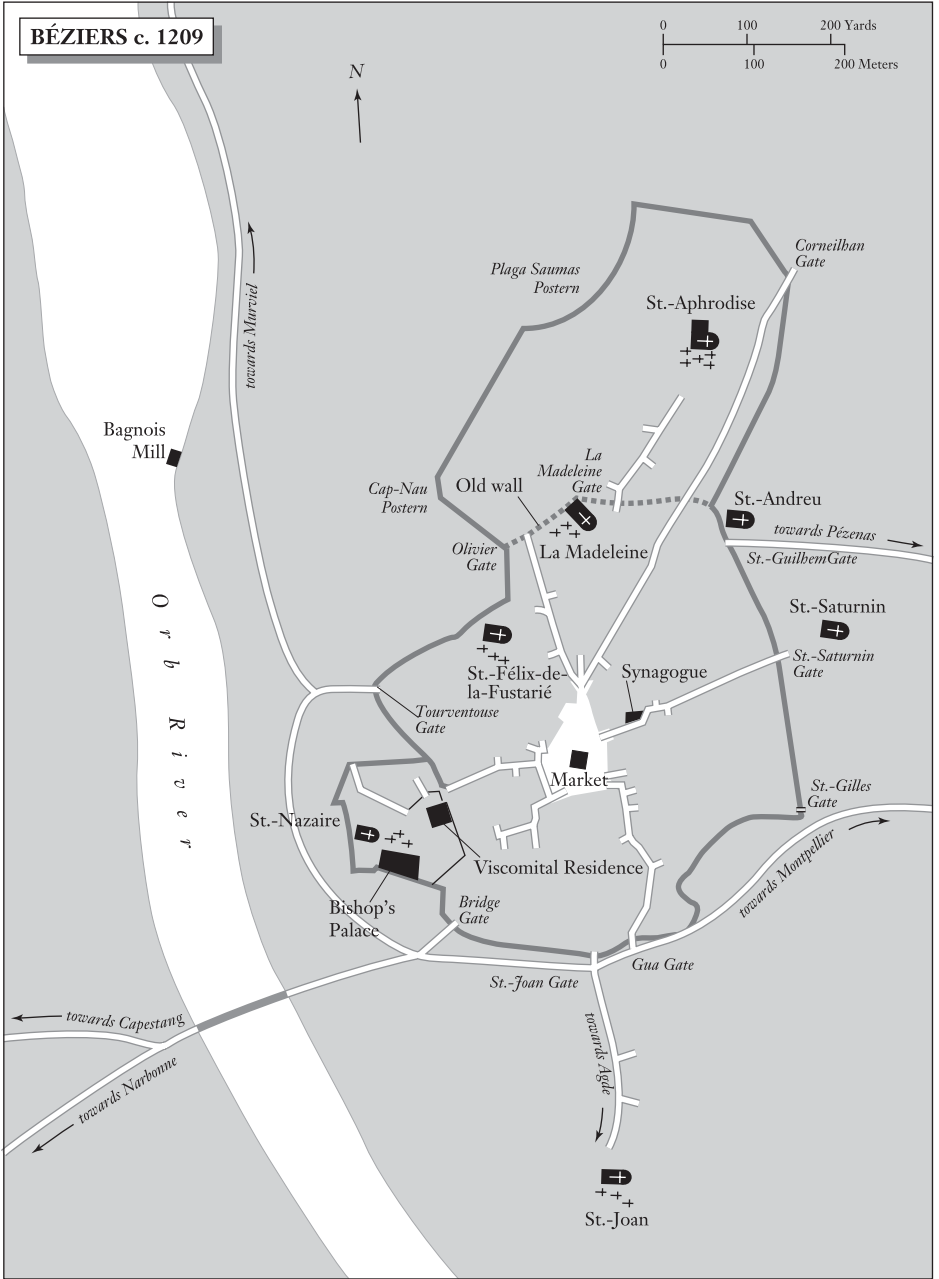 BÉZIERS c. 1209
0 100 200 Yards
0 100 200 Meters
N
Corneilhan
Gate
Plaga Saumas
Postern
St.-Aphrodise
towards Murviel
Bagnois
Mill
La
Madeleine
Gate
Old wall
Cap-Nau
Postern
St.-Andreu
towards Pézenas
La Madeleine
Olivier
Gate
St.-GuilhemGate
Orb River
St.-Saturnin
St.-Saturnin
Gate
St.-Félix-de-
la-Fustarié
Synagogue
Tourventouse
Gate
Market
St.-Gilles
Gate
St.-Nazaire
Viscomital Residence
towards Montpellier
Bishop's
Palace
Bridge
Gate
Gua Gate
St.-Joan Gate
towards Capestang
towards Agde
towards Narbonne
St.-Joan